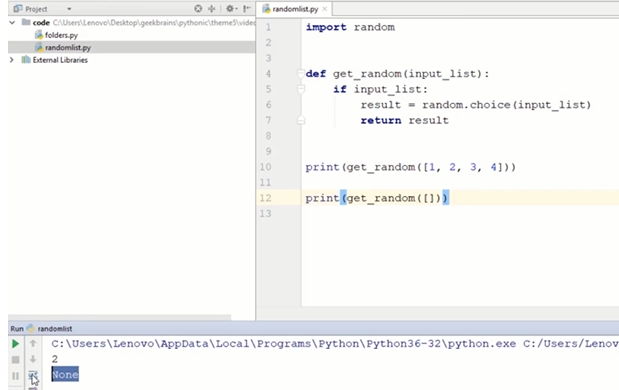 Project
code C:\Users\Lenovo\Desktop\geekbrains\pythonic\theme5\video
folders.py
randomlist.py
External Libraries
randomlist.py
1 import random
2
3
4 def get_random(input_list):
5 if input_list:
6 result = random.choice(input_list)
7 return result
8
9
10 print(get_random([1, 2, 3, 4]))
11
12 print(get_random([]))
13
Run randomlist
C:\Users\Lenovo\AppData\Local\Programs\Python\Python36-32\python.exe C:/Users/Lenov
2
None